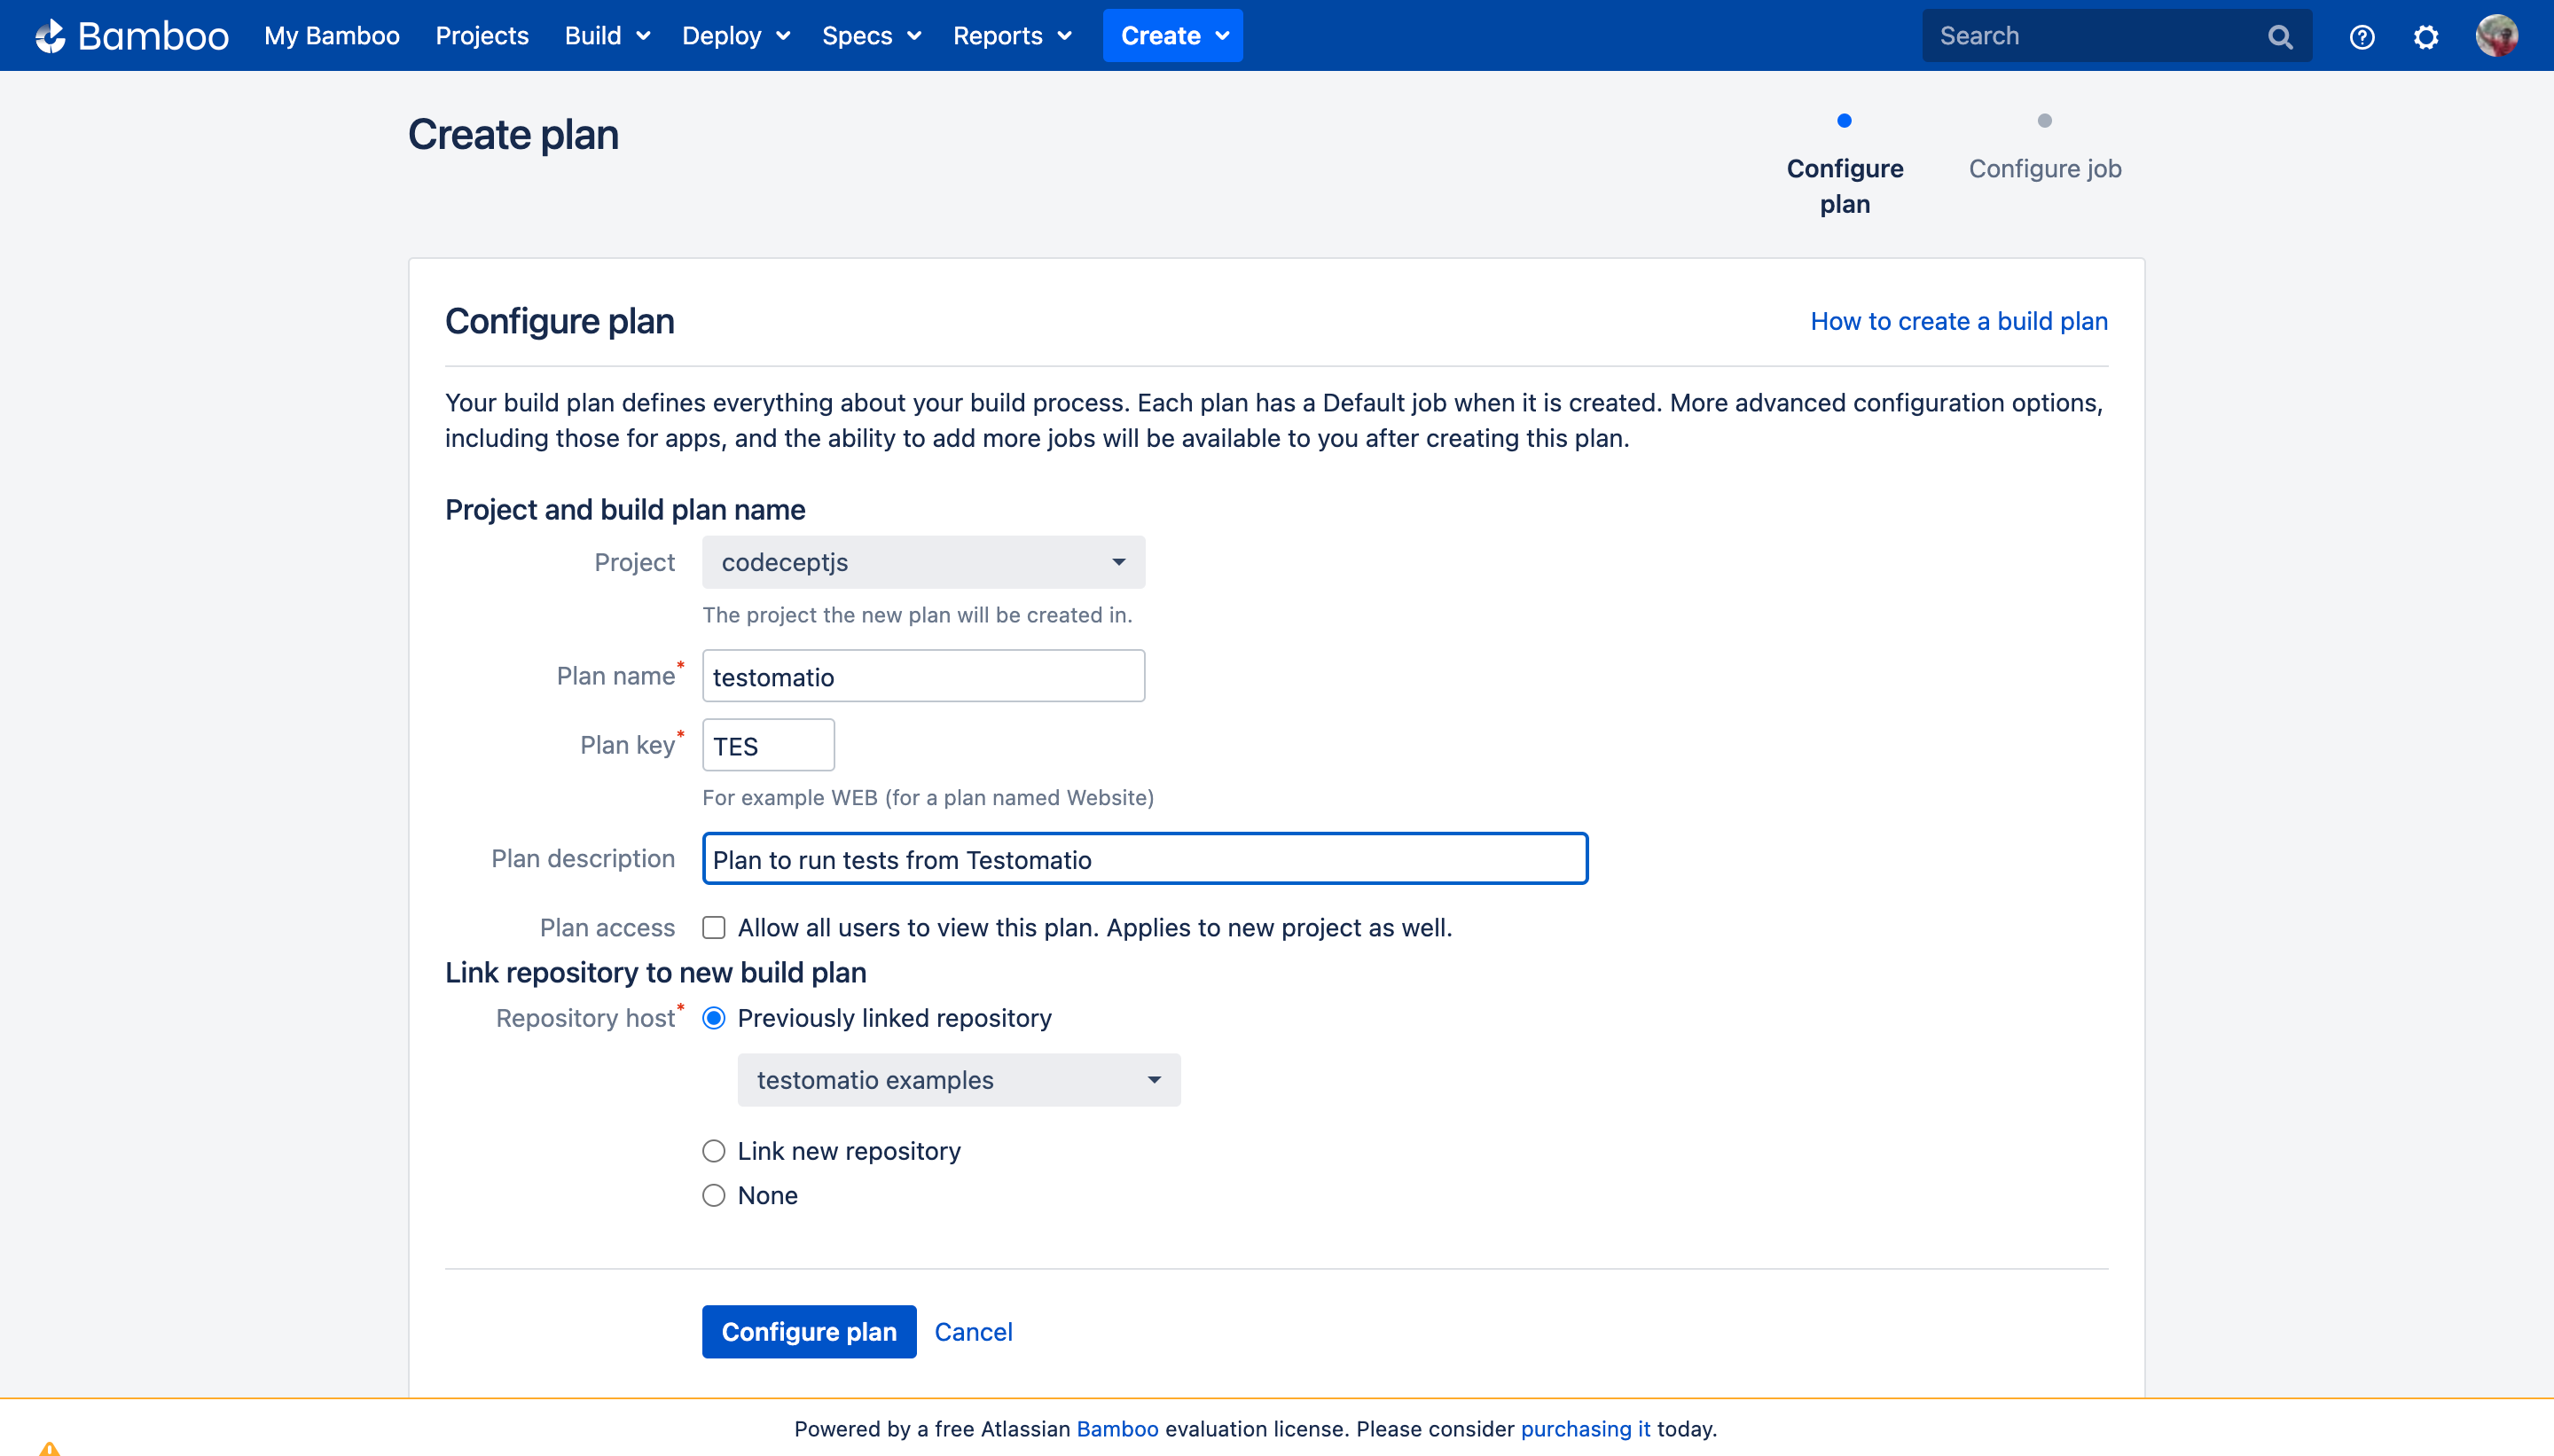 Bamboo My Bamboo Projects Build Deploy Specs Reports Create Search
Create plan
Configure plan
Configure job
Configure plan
How to create a build plan
Your build plan defines everything about your build process. Each plan has a Default job when it is created. More advanced configuration options,
including those for apps, and the ability to add more jobs will be available to you after creating this plan.
Project and build plan name
Project codeceptjs
The project the new plan will be created in.
Plan name* testomatio
Plan key* TES
For example WEB (for a plan named Website)
Plan description Plan to run tests from Testomatio
Plan access Allow all users to view this plan. Applies to new project as well.
Link repository to new build plan
Repository host* Previously linked repository
testomatio examples
Link new repository
None
Configure plan Cancel
Powered by a free Atlassian Bamboo evaluation license. Please consider purchasing it today.